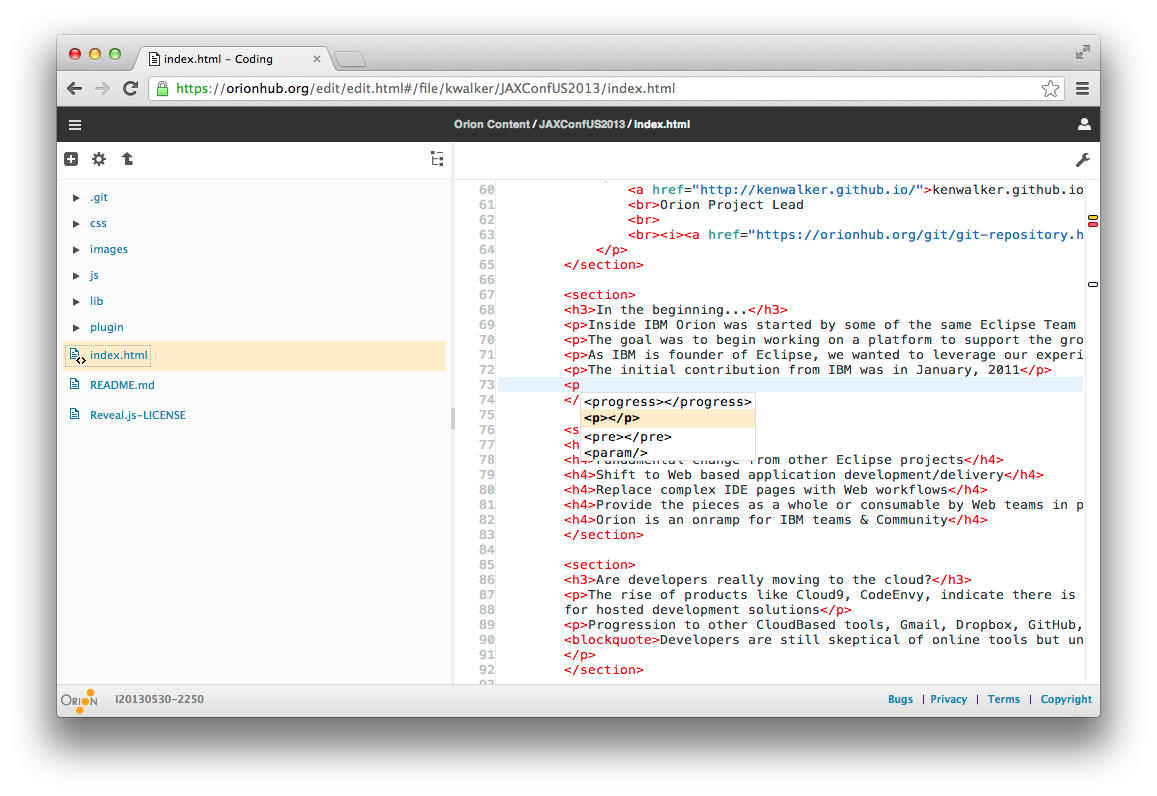 index.html - Coding
https://orionhub.org/edit/edit.html#/file/kwalker/JAXConfUS2013/index.html
Orion Content / JAXConfUS2013 / index.html
.git
css
images
js
lib
plugin
index.html
README.md
Reveal.js-LICENSE
60 <a href="http://kenwalker.github.io/">kenwalker.github.io
61 <br>Orion Project Lead
62 <br>
63 <br><i><a href="https://orionhub.org/git/git-repository.h
64 </p>
65 </section>
66
67 <section>
68 <h3>In the beginning...</h3>
69 <p>Inside IBM Orion was started by some of the same Eclipse Team
70 <p>The goal was to begin working on a platform to support the gro
71 <p>As IBM is founder of Eclipse, we wanted to leverage our experi
72 <p>The initial contribution from IBM was in January, 2011</p>
73 <p
<progress></progress>
74 </
<p></p>
75
76 <s
<pre></pre>
77 <h
<param/>
78 <h4>Fundamental change from other Eclipse projects</h4>
79 <h4>Shift to Web based application development/delivery</h4>
80 <h4>Replace complex IDE pages with Web workflows</h4>
81 <h4>Provide the pieces as a whole or consumable by Web teams in p
82 <h4>Orion is an onramp for IBM teams & Community</h4>
83 </section>
84
85 <section>
86 <h3>Are developers really moving to the cloud?</h3>
87 <p>The rise of products like Cloud9, CodeEnvy, indicate there is
88 for hosted development solutions</p>
89 <p>Progression to other CloudBased tools, Gmail, Dropbox, GitHub,
90 <blockquote>Developers are still skeptical of online tools but un
91 </p>
92 </section>
ORION I20130530-2250
Bugs | Privacy | Terms | Copyright